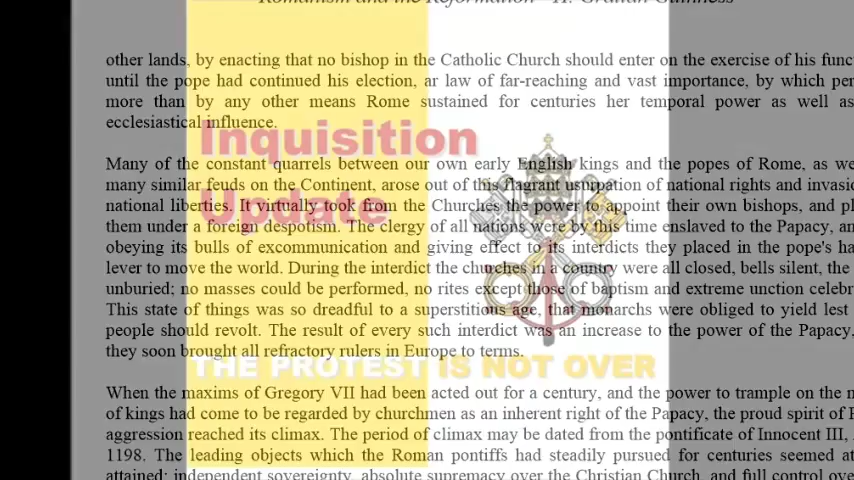 Romanism and the Reformation - H. Grattan Guinness
other lands, by enacting that no bishop in the Catholic Church should enter on the exercise of his
until the pope had continued his election, ar law of far-reaching and vast importance, by which
more than by any other means Rome sustained for centuries her temporal power as well as
ecclesiastical influence.
Inquisition
Update
Many of the constant quarrels between our own early English kings and the popes of Rome, as
many similar feuds on the Continent, arose out of this flagrant usurpation of national rights and
national liberties. It virtually took from the Churches the power to appoint their own bishops, and
them under a foreign despotism. The clergy of all nations were by this time enslaved to the Papacy,
obeying its bulls of excommunication and giving effect to its interdicts they placed in the pope's
lever to move the world. During the interdict the churches in a country were all closed, bells silent, the
unburied; no masses could be performed, no rites except those of baptism and extreme unction
This state of things was so dreadful to a superstitious age, that monarchs were obliged to yield lest
people should revolt. The result of every such interdict was an increase to the power of the Papacy,
they soon brought all refractory rulers in Europe to terms.
THE PROTEST IS NOT OVER
When the maxims of Gregory VII had been acted out for a century, and the power to trample on the
of kings had come to be regarded by churchmen as an inherent right of the Papacy, the proud spirit of
aggression reached its climax. The period of climax may be dated from the pontificate of Innocent III,
1198. The leading objects which the Roman pontiffs had steadily pursued for centuries seemed
attained: independent sovereignty, absolute supremacy over the Christian Church, and full control